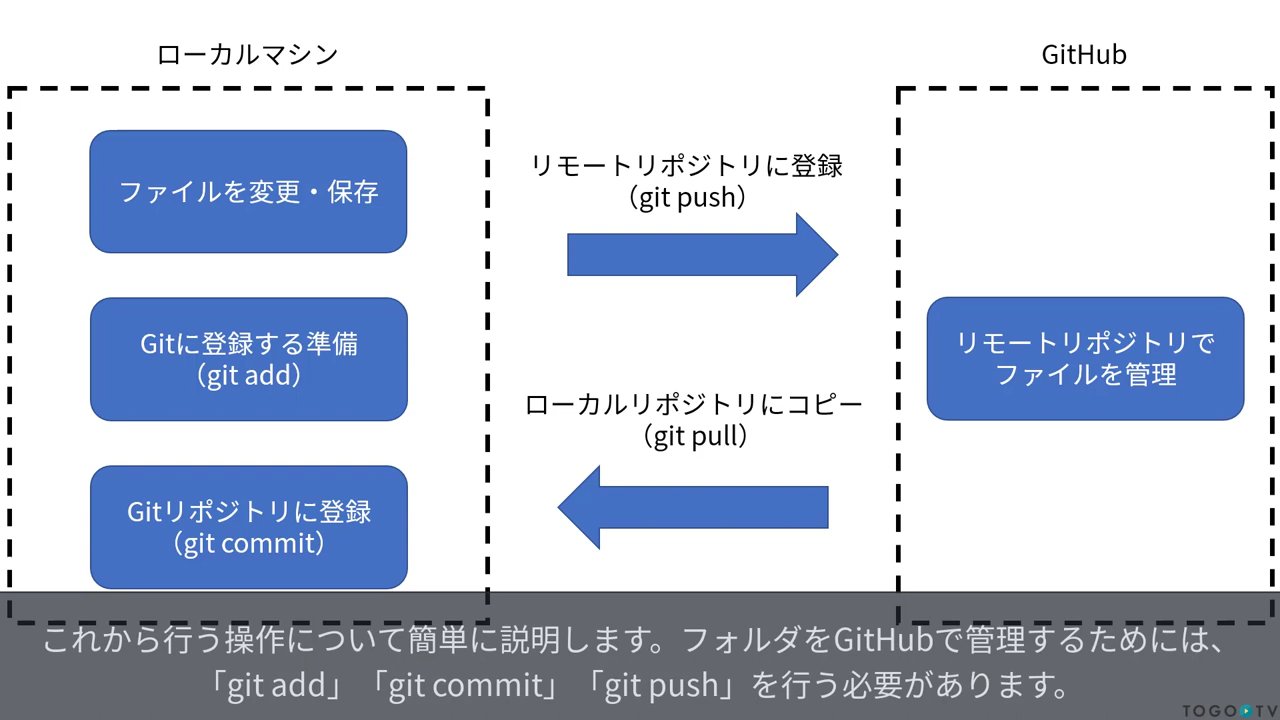 ローカルマシン
GitHub
ファイルを変更・保存
Gitに登録する準備
（git add）
Gitリポジトリに登録
（git commit）
リモートリポジトリに登録
（git push）
ローカルリポジトリにコピー
（git pull）
リモートリポジトリで
ファイルを管理
これから行う操作について簡単に説明します。フォルダをGitHubで管理するためには、
「git add」「git commit」「git push」を行う必要があります。
TOGO TV